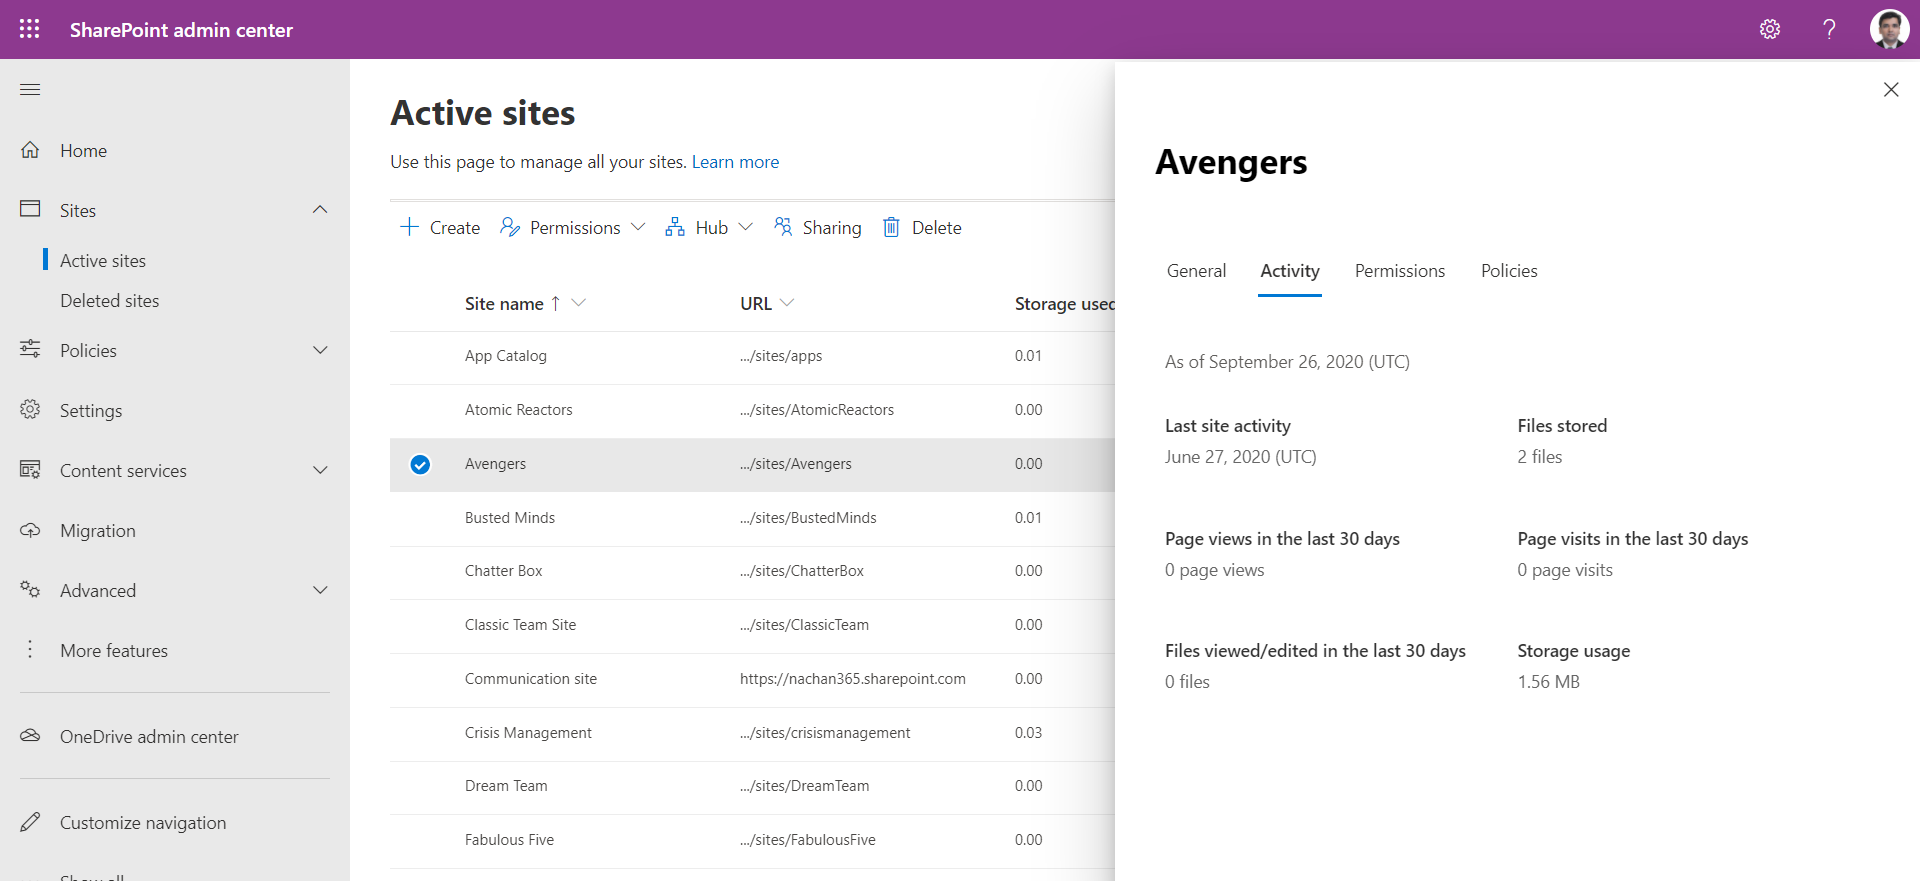 SharePoint admin center
?
Home
Sites
Active sites
Deleted sites
Policies
Settings
Content services
Migration
Advanced
More features
OneDrive admin center
Customize navigation
Show all
Active sites
Use this page to manage all your sites. Learn more
Create Permissions Hub Sharing Delete
Site name ↑ URL Storage used
App Catalog .../sites/apps 0.01
Atomic Reactors .../sites/AtomicReactors 0.00
Avengers .../sites/Avengers 0.00
Busted Minds .../sites/BustedMinds 0.01
Chatter Box .../sites/ChatterBox 0.00
Classic Team Site .../sites/ClassicTeam 0.00
Communication site https://nachan365.sharepoint.com 0.00
Crisis Management .../sites/crisismanagement 0.03
Dream Team .../sites/DreamTeam 0.00
Fabulous Five .../sites/FabulousFive 0.00
Avengers
General Activity Permissions Policies
As of September 26, 2020 (UTC)
Last site activity Files stored
June 27, 2020 (UTC) 2 files
Page views in the last 30 days Page visits in the last 30 days
0 page views 0 page visits
Files viewed/edited in the last 30 days Storage usage
0 files 1.56 MB